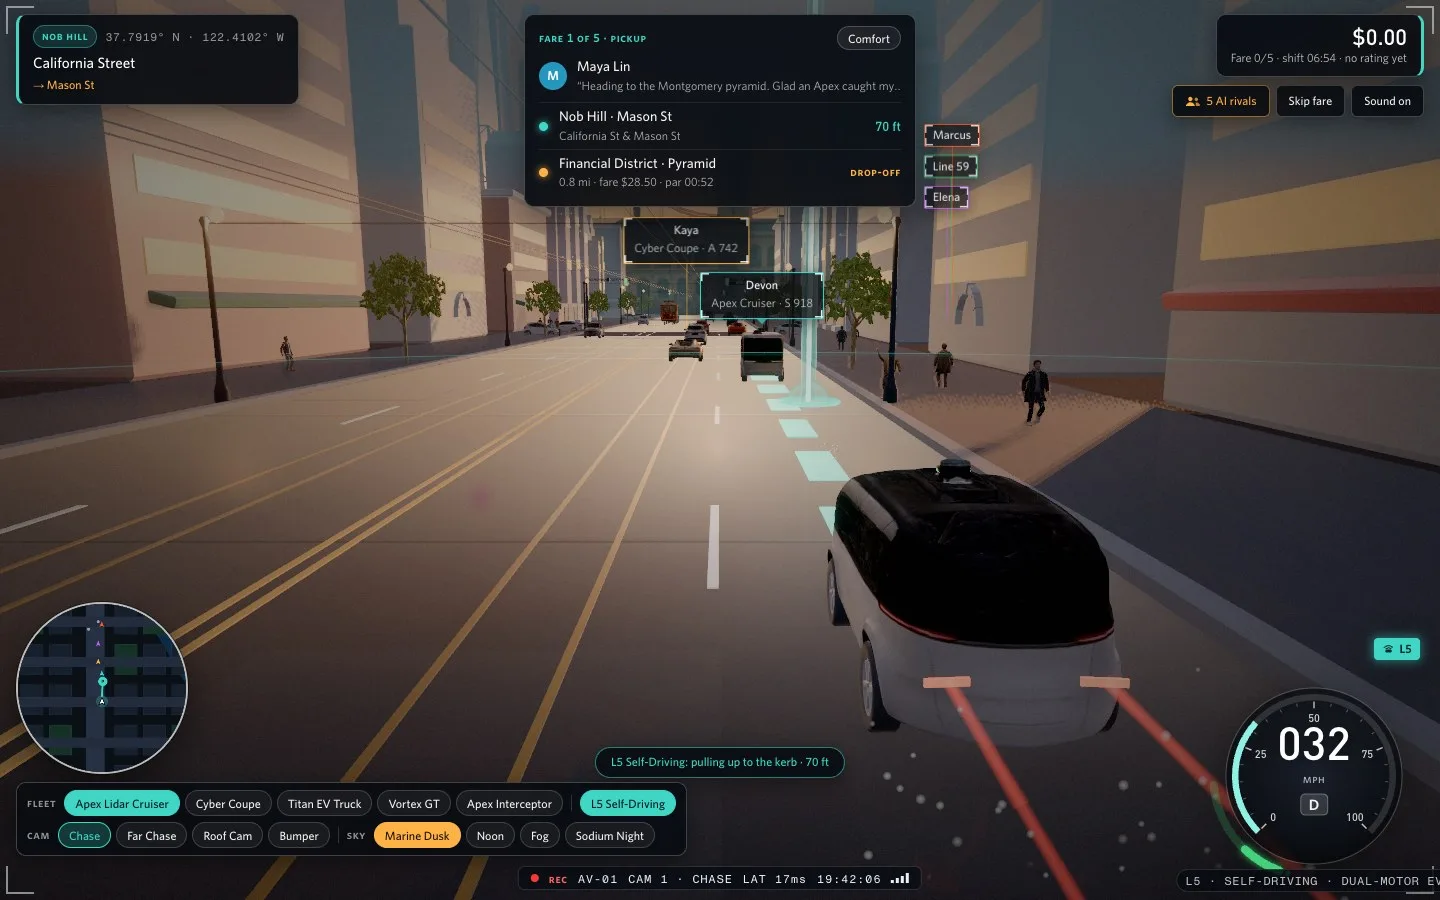 NOB HILL 37.7919° N · 122.4102° W
California Street
→ Mason St
FARE 1 OF 5 · PICKUP
Comfort
M
Maya Lin
"Heading to the Montgomery pyramid. Glad an Apex caught my..
Nob Hill · Mason St
California St & Mason St
70 ft
Financial District · Pyramid
0.8 mi · fare $28.50 · par 00:52
DROP-OFF
$0.00
Fare 0/5 · shift 06:54 · no rating yet
5 AI rivals
Skip fare
Sound on
Marcus
Line 59
Elena
Kaya
Cyber Coupe · A 742
Devon
Apex Cruiser · S 918
L5
50
25
75
032
MPH
D
0
100
L5 Self-Driving: pulling up to the kerb · 70 ft
FLEET Apex Lidar Cruiser Cyber Coupe Titan EV Truck Vortex GT Apex Interceptor L5 Self-Driving
CAM Chase Far Chase Roof Cam Bumper SKY Marine Dusk Noon Fog Sodium Night
REC AV-01 CAM 1 · CHASE LAT 17ms 19:42:06
L5 · SELF-DRIVING · DUAL-MOTOR EV